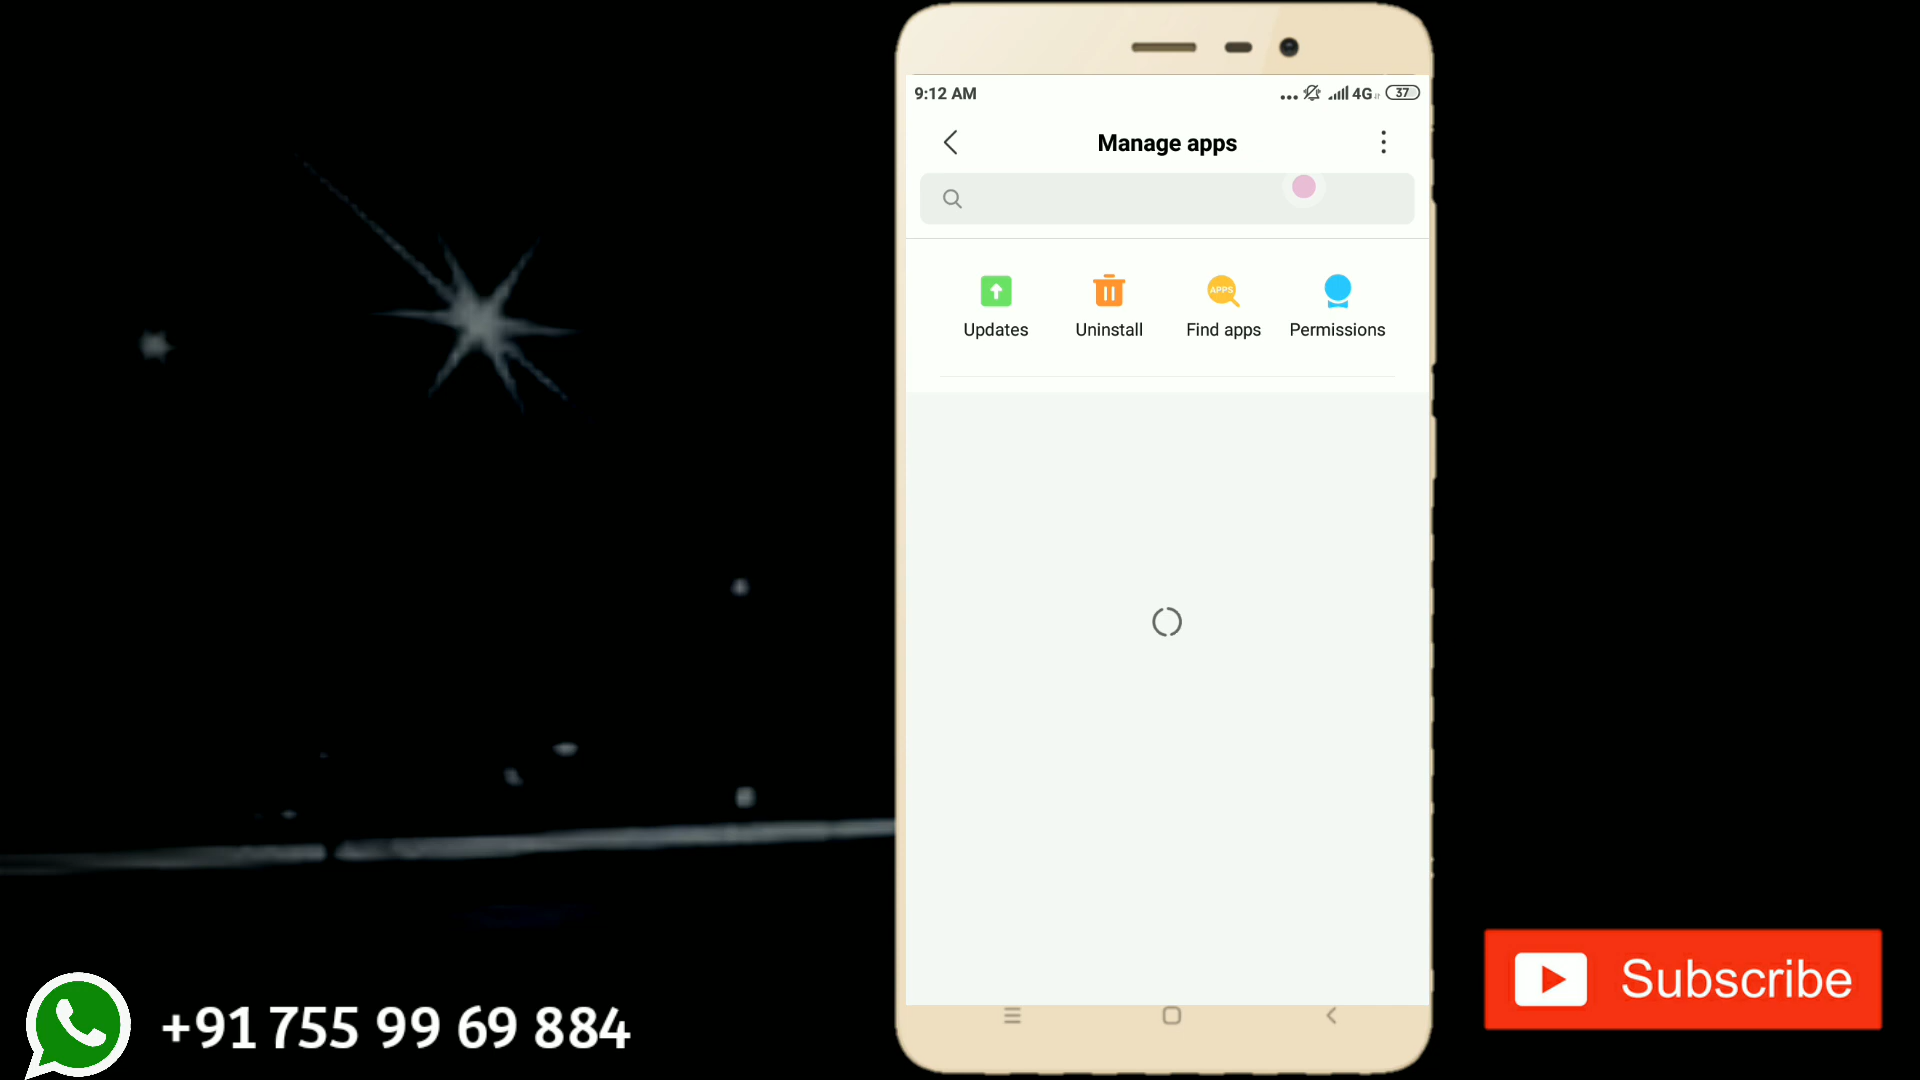 9:12 AM
4G 37
Manage apps
APPS
Updates
Uninstall
Find apps
Permissions
Subscribe
+91 755 99 69 884